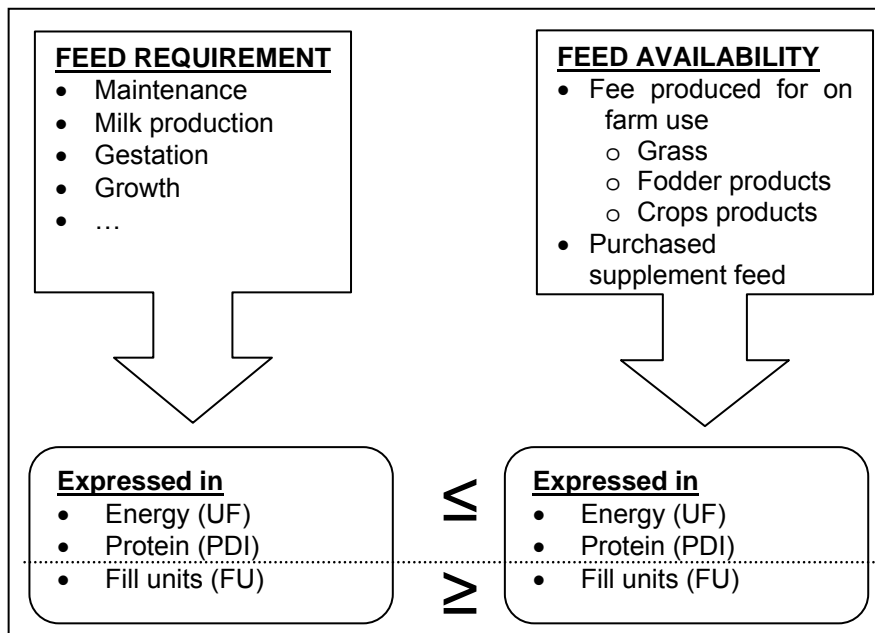 FEED REQUIREMENT
• Maintenance
• Milk production
• Gestation
• Growth
• …
FEED AVAILABILITY
• Fee produced for on
farm use
o Grass
o Fodder products
o Crops products
• Purchased
supplement feed
Expressed in
• Energy (UF)
• Protein (PDI)
• Fill units (FU)
≤
≥
Expressed in
• Energy (UF)
• Protein (PDI)
• Fill units (FU)